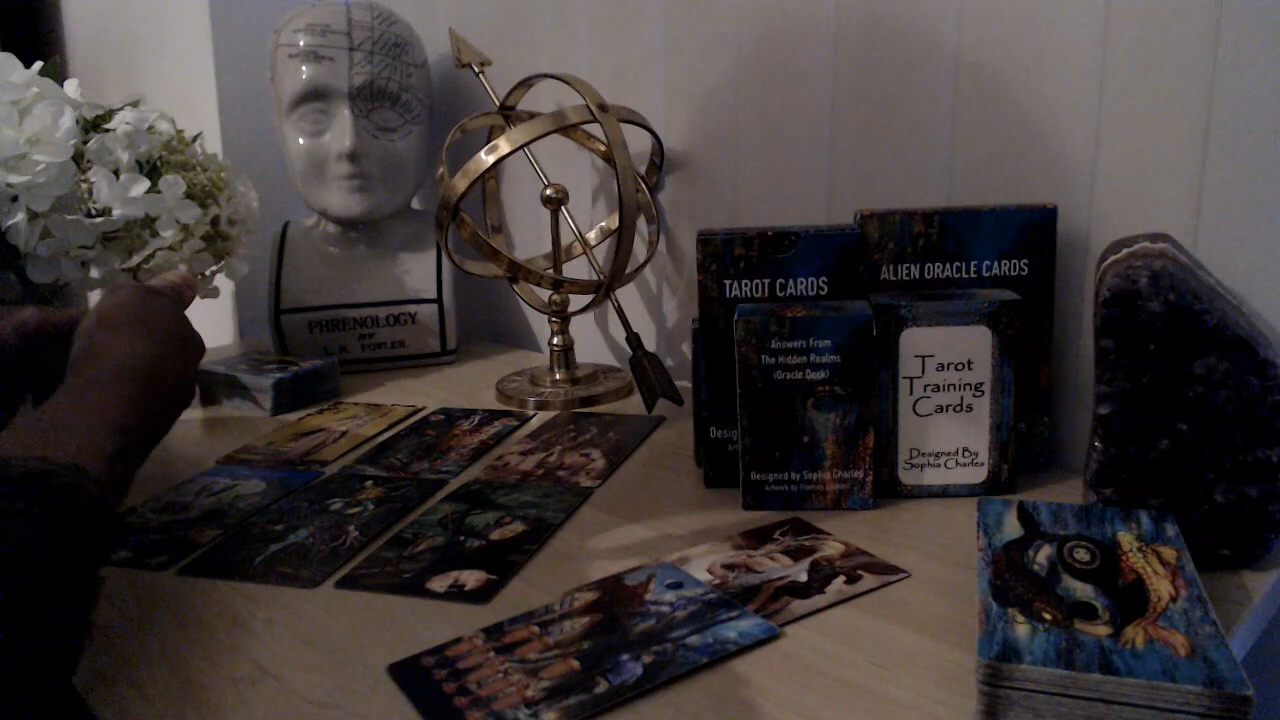 PHRENOLOGY
BY
L. N. FOWLER.
TAROT CARDS
ALIEN ORACLE CARDS
Answers From
The Hidden Realms
(Oracle Deck)
Designed by Sophia Charles
Tarot
Training
Cards
Designed By
Sophia Charles